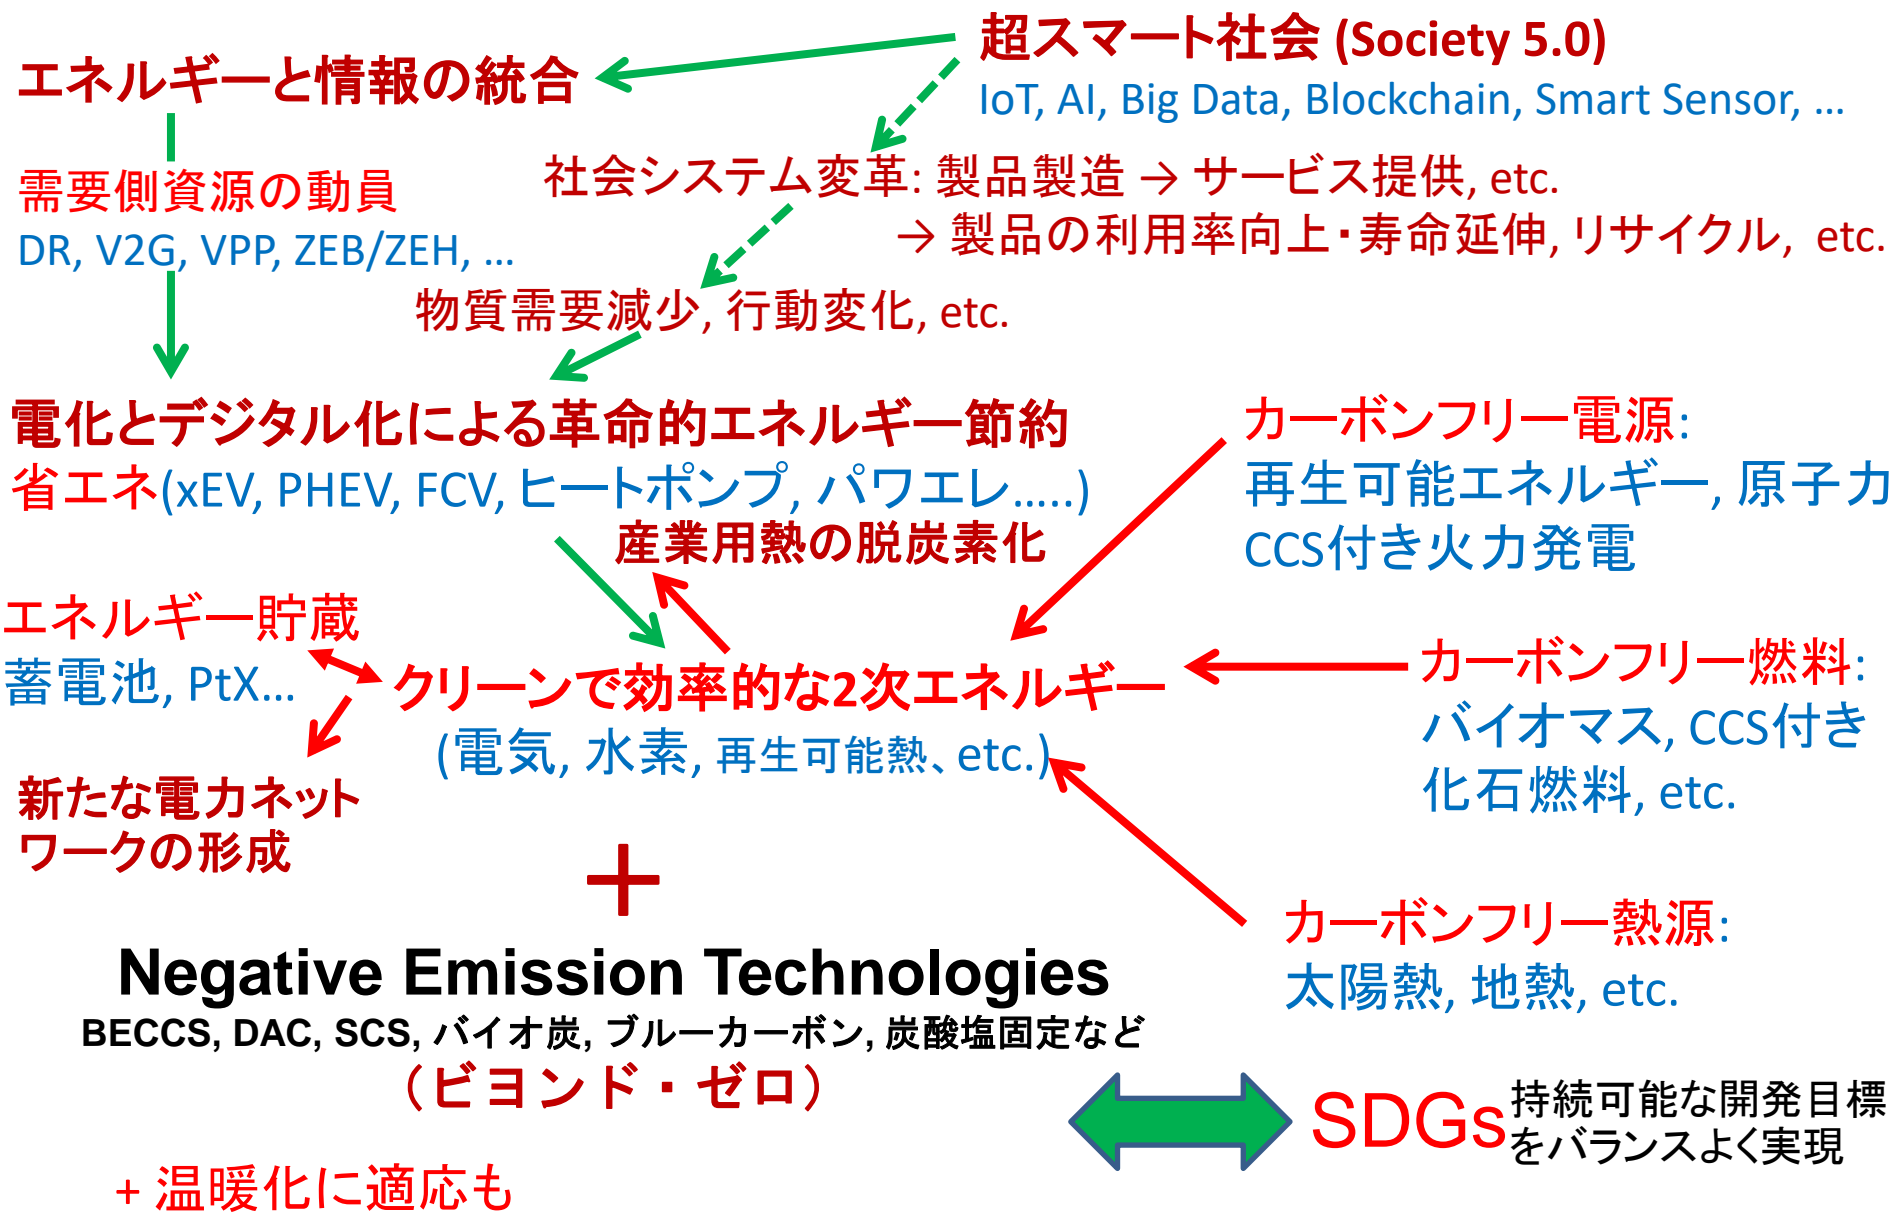 超スマート社会 (Society 5.0)
IoT, AI, Big Data, Blockchain, Smart Sensor, ...
エネルギーと情報の統合
社会システム変革: 製品製造 → サービス提供, etc.
→ 製品の利用率向上・寿命延伸, リサイクル, etc.
需要側資源の動員
DR, V2G, VPP, ZEB/ZEH, ...
物質需要減少, 行動変化, etc.
電化とデジタル化による革命的エネルギー節約
省エネ(xEV, PHEV, FCV, ヒートポンプ, パワエレ.....)
産業用熱の脱炭素化
カーボンフリー電源:
再生可能エネルギー, 原子力
CCS付き火力発電
エネルギー貯蔵
蓄電池, PtX...
クリーンで効率的な2次エネルギー
(電気, 水素, 再生可能熱、etc.)
カーボンフリー燃料:
バイオマス, CCS付き
化石燃料, etc.
新たな電力ネット
ワークの形成
+
カーボンフリー熱源:
太陽熱, 地熱, etc.
Negative Emission Technologies
BECCS, DAC, SCS, バイオ炭, ブルーカーボン, 炭酸塩固定など
（ビヨンド・ゼロ）
SDGs 持続可能な開発目標
をバランスよく実現
+ 温暖化に適応も